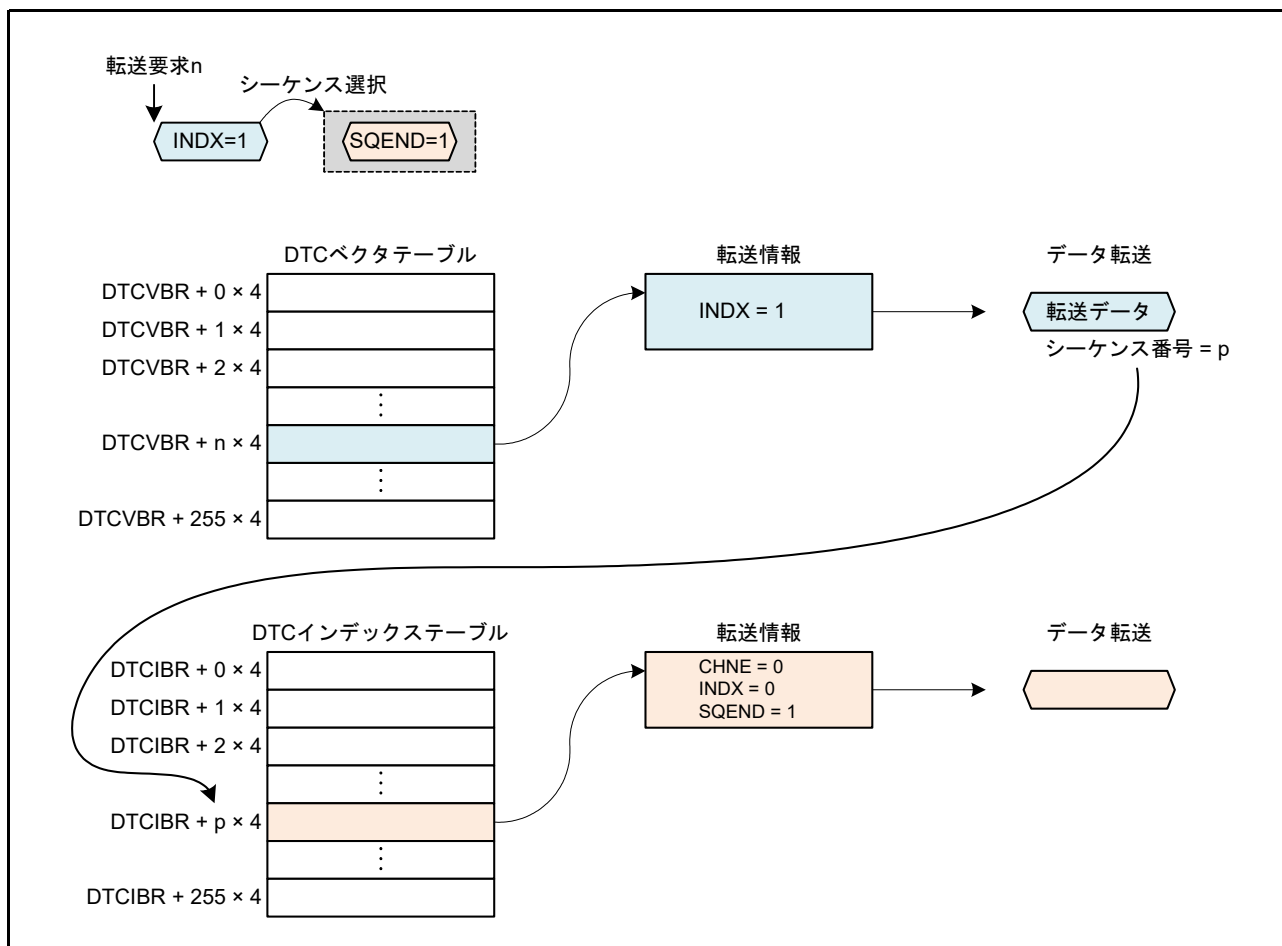 転送要求n
シーケンス選択
INDX=1
SQEND=1
DTCベクタテーブル
転送情報
データ転送
DTCVBR + 0 × 4
DTCVBR + 1 × 4
DTCVBR + 2 × 4
⋮
DTCVBR + n × 4
⋮
DTCVBR + 255 × 4
INDX = 1
転送データ
シーケンス番号 = p
DTCインデックステーブル
転送情報
データ転送
DTCIBR + 0 × 4
DTCIBR + 1 × 4
DTCIBR + 2 × 4
⋮
DTCIBR + p × 4
⋮
DTCIBR + 255 × 4
CHNE = 0
INDX = 0
SQEND = 1